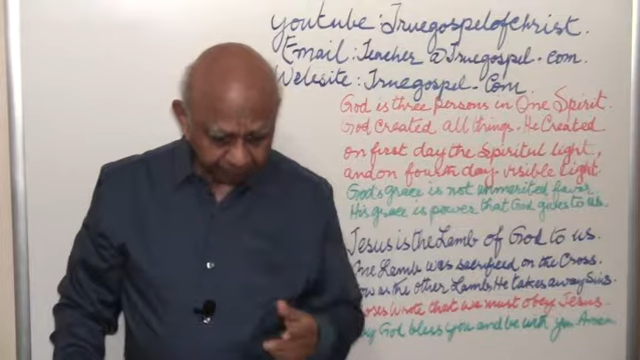 youtube: Truegospelofchrist.
Email: Teacher @Truegospel.com.
Website: Truegospel.Com
God is three persons in One Spirit.
God created all things. He Created
on first day the Spiritul light,
and on fourth day visible light
God's grace is not unmerited favor
His grace is power that God gives to us.
Jesus is the Lamb of God to us.
Lamb was sacrificed on the Cross.
as the other Lamb. He takes away Sins.
wrote that we must obey Jesus.
God bless you and be with you Amen